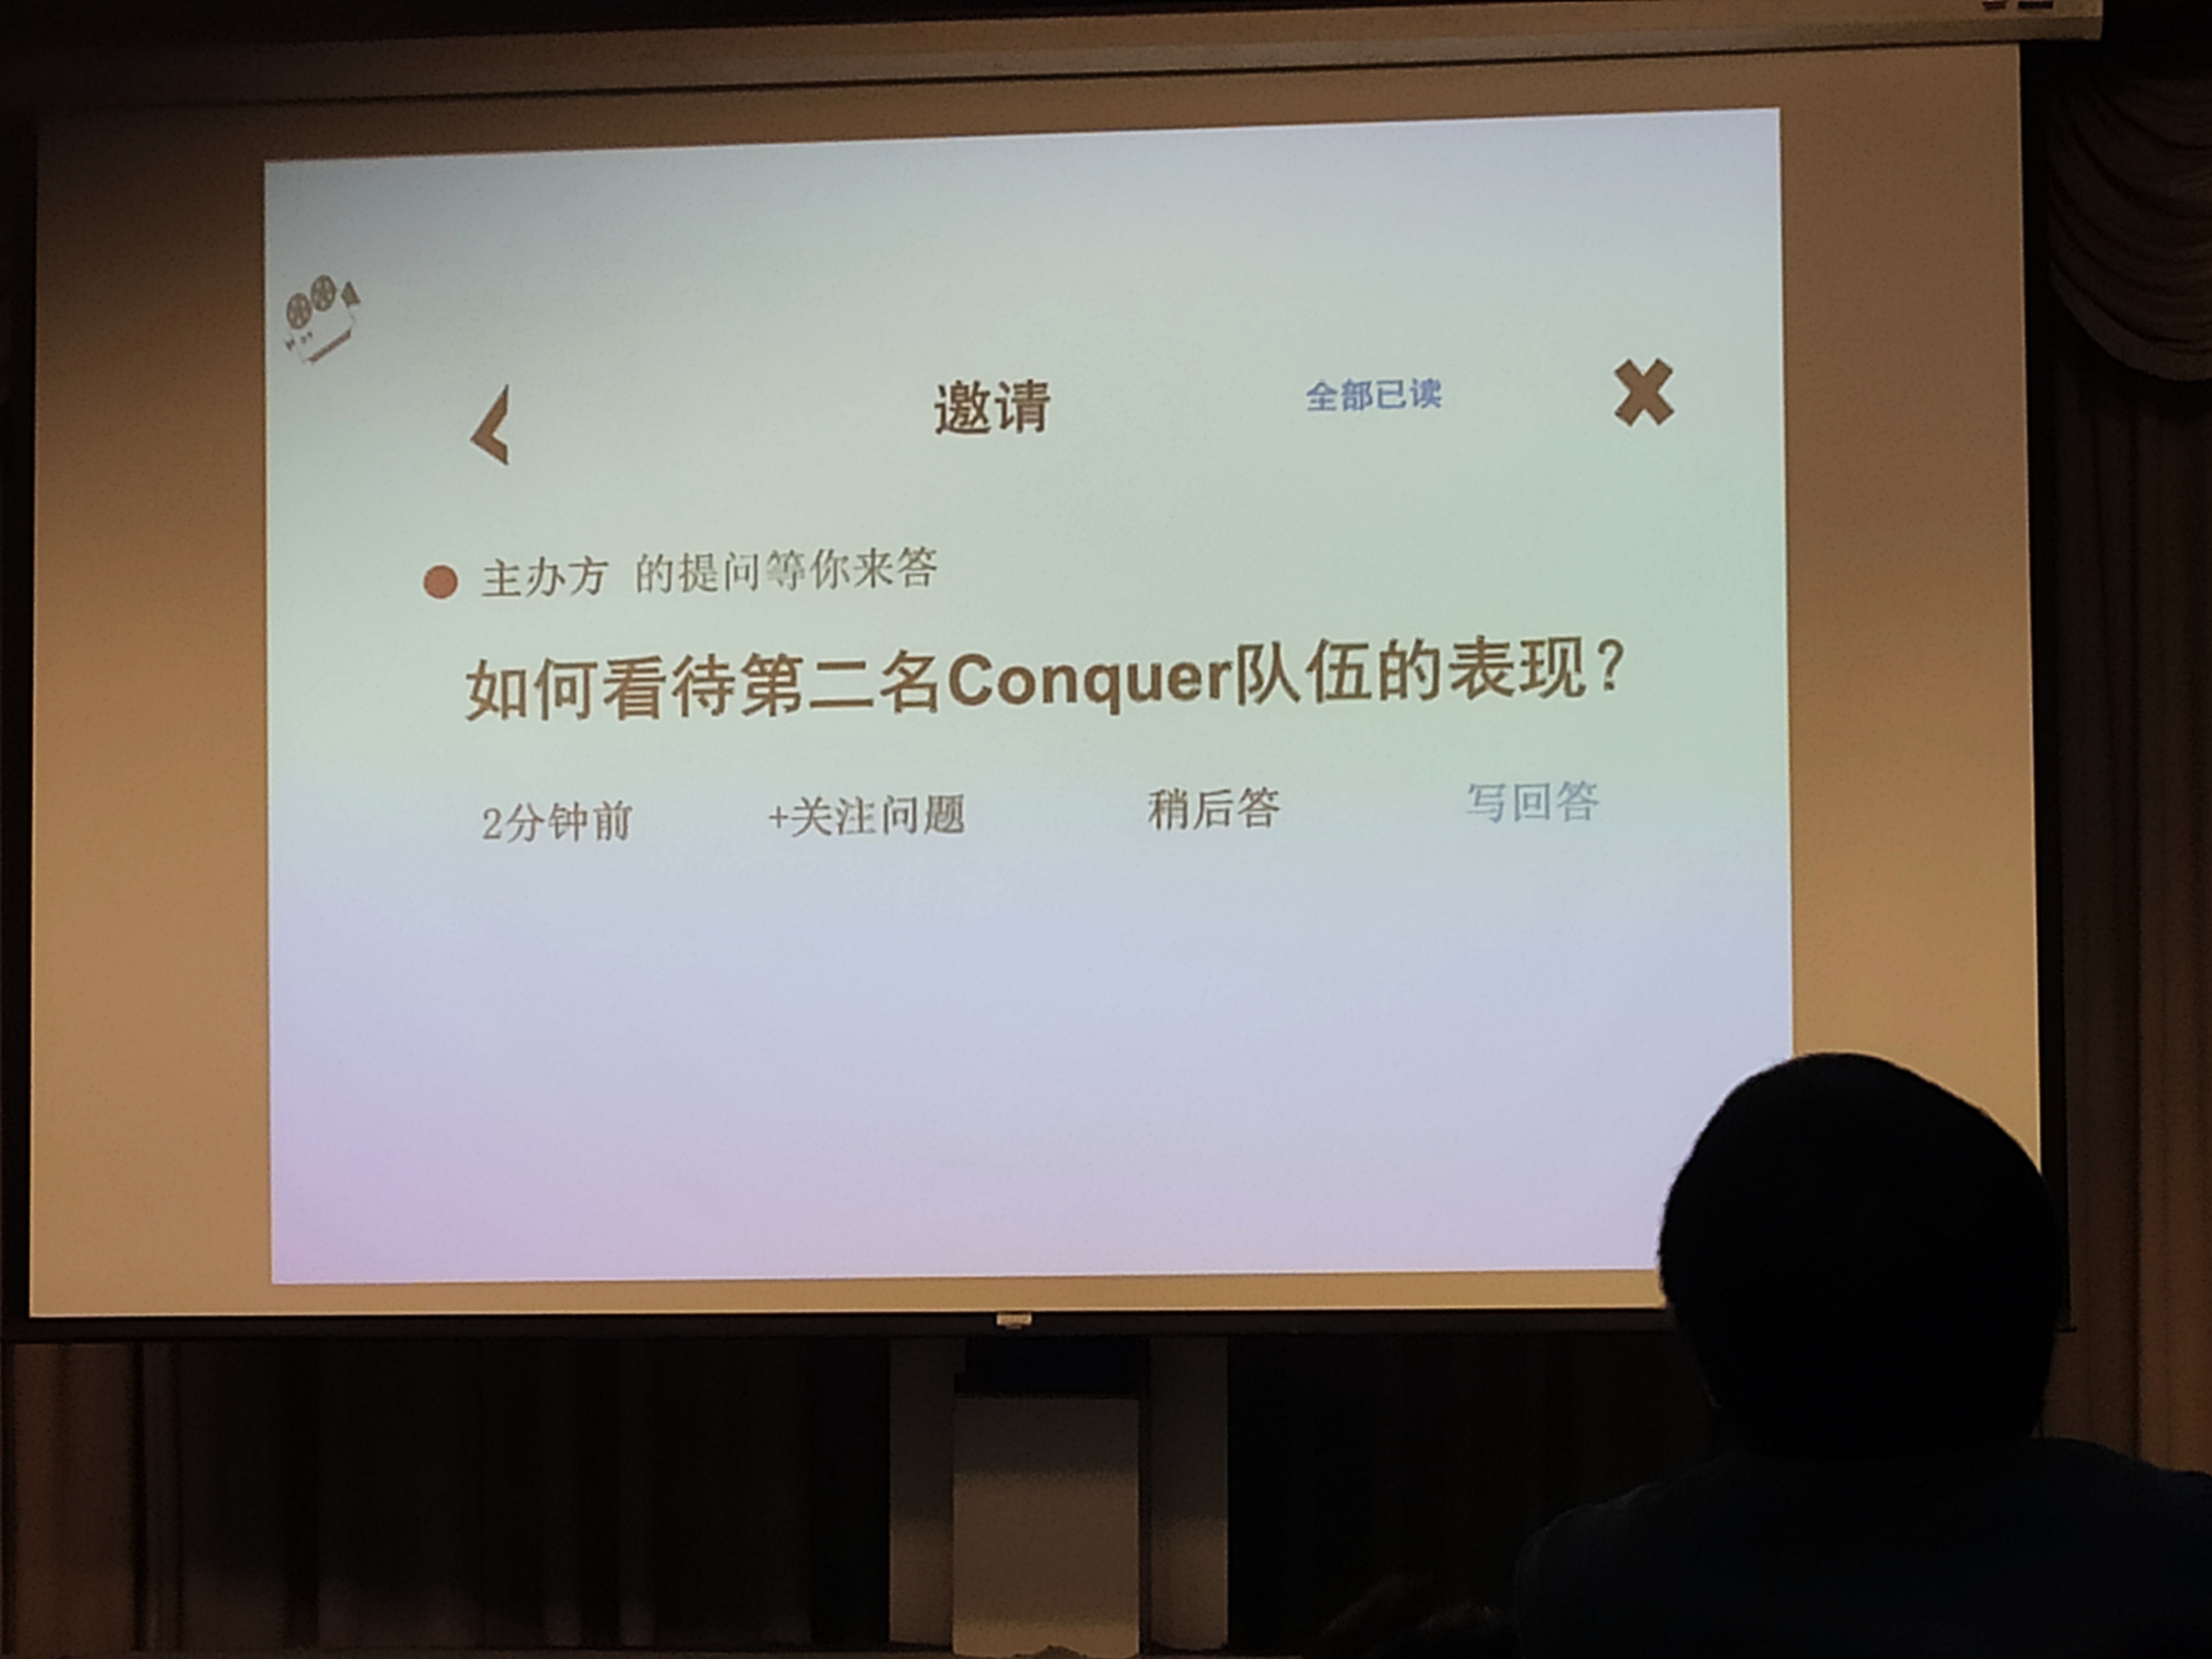 邀请 全部已读
主办方 的提问等你来答
如何看待第二名Conquer队伍的表现？
2分钟前 +关注问题 稍后答 写回答